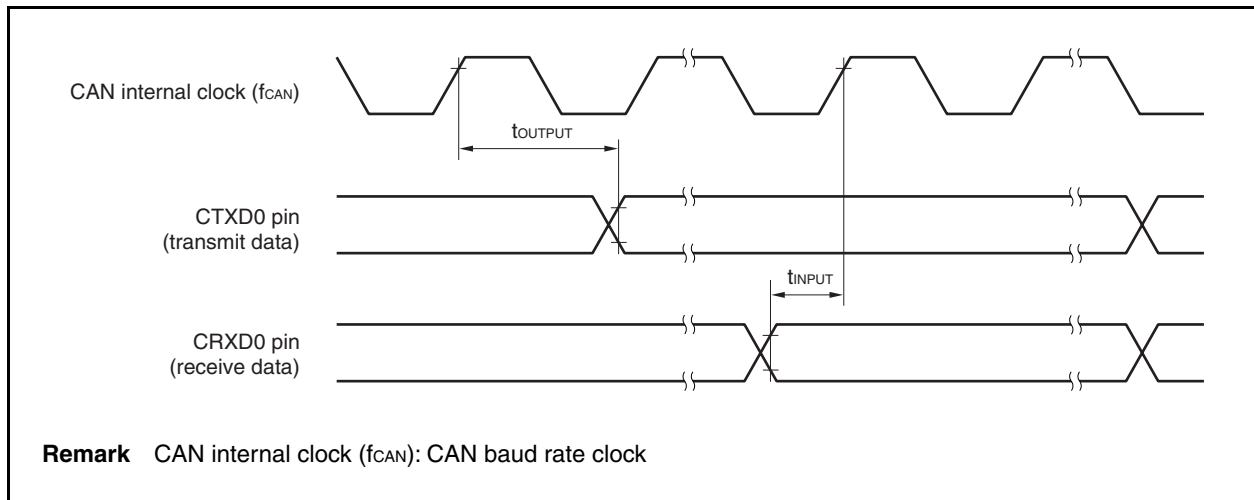 CAN internal clock (fCAN)
tOUTPUT
CTXD0 pin
(transmit data)
tINPUT
CRXD0 pin
(receive data)
Remark CAN internal clock (fCAN): CAN baud rate clock